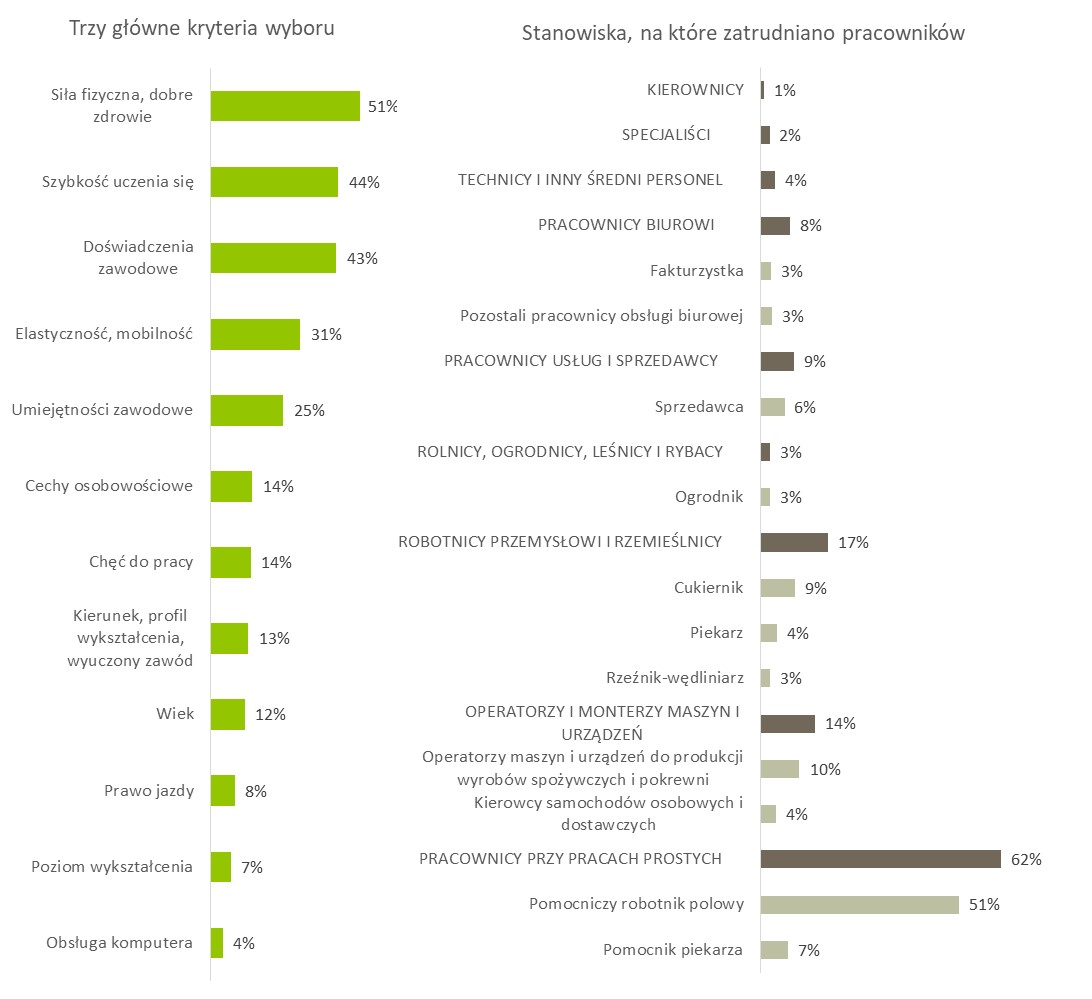 Trzy główne kryteria wyboru
Siła fizyczna, dobre
zdrowie
51%
Szybkość uczenia się
44%
Doświadczenia
zawodowe
43%
Elastyczność, mobilność
31%
Umiejętności zawodowe
25%
Cechy osobowościowe
14%
Chęć do pracy
14%
Kierunek, profil
wykształcenia,
wyuczony zawód
13%
Wiek
12%
Prawo jazdy
8%
Poziom wykształcenia
7%
Obsługa komputera
4%
Stanowiska, na które zatrudniano pracowników
KIEROWNICY
1%
SPECJALIŚCI
2%
TECHNICY I INNY ŚREDNI PERSONEL
4%
PRACOWNICY BIUROWI
8%
Fakturzystka
3%
Pozostali pracownicy obsługi biurowej
3%
PRACOWNICY USŁUG I SPRZEDAWCY
9%
Sprzedawca
6%
ROLNICY, OGRODNICY, LEŚNICY I RYBACY
3%
Ogrodnik
3%
ROBOTNICY PRZEMYSŁOWI I RZEMIEŚLNICY
17%
Cukiernik
9%
Piekarz
4%
Rzeźnik-wędliniarz
3%
OPERATORZY I MONTERZY MASZYN I
URZĄDZEŃ
14%
Operatorzy maszyn i urządzeń do produkcji
wyrobów spożywczych i pokrewni
10%
Kierowcy samochodów osobowych i
dostawczych
4%
PRACOWNICY PRZY PRACACH PROSTYCH
62%
Pomocniczy robotnik polowy
51%
Pomocnik piekarza
7%